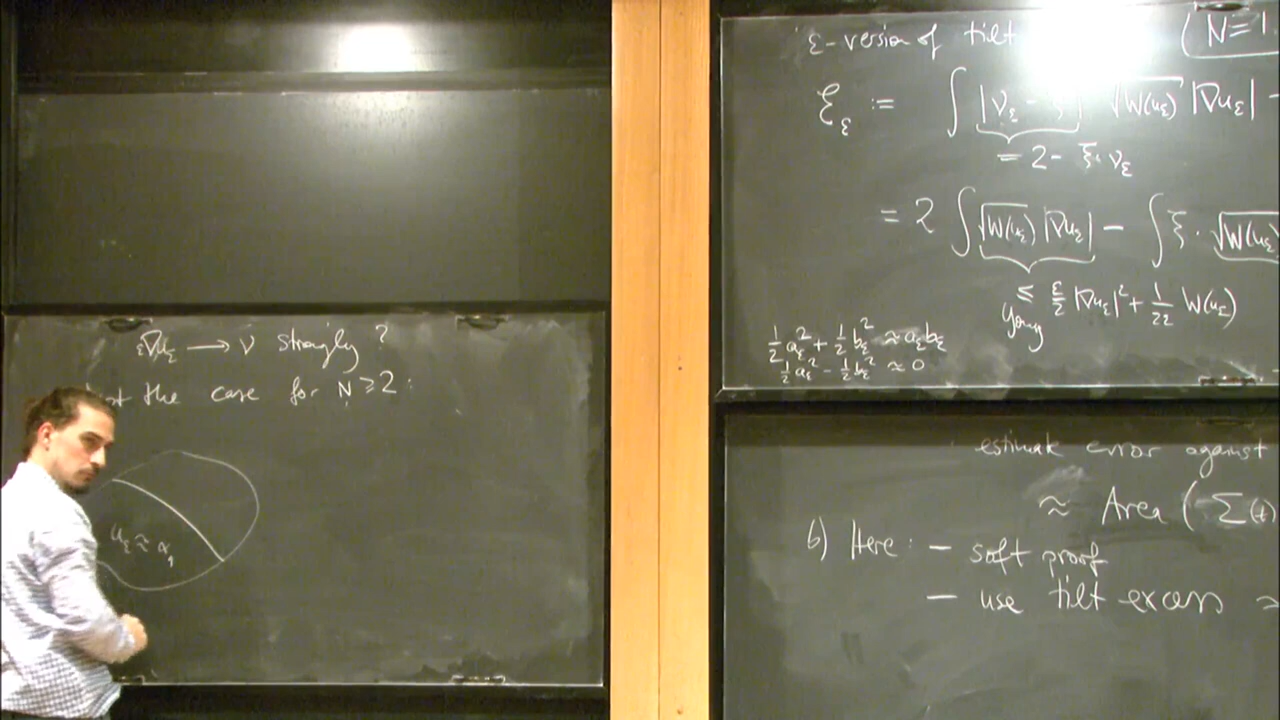 ε∇u_ε → ν strongly ?
the case for N ≥ 2 :
u_ε ≈ α_1
ε-version of tilt (N=1
ℰ_ε := ∫ |ν_ε - ξ| √W(u_ε) |∇u_ε| -
= 2 - ξ · ν_ε
= 2 ∫ √W(u_ε) |∇u_ε| - ∫ ξ · √W(u_ε
≤ ε/2 |∇u_ε|² + 1/2ε W(u_ε)
Young
1/2 a_ε² + 1/2 b_ε² ≈ a_ε b_ε
1/2 a_ε² - 1/2 b_ε² ≈ 0
estimate error against
≈ Area ( Σ(t)
b) Here : - soft proof
- use tilt excess ≈